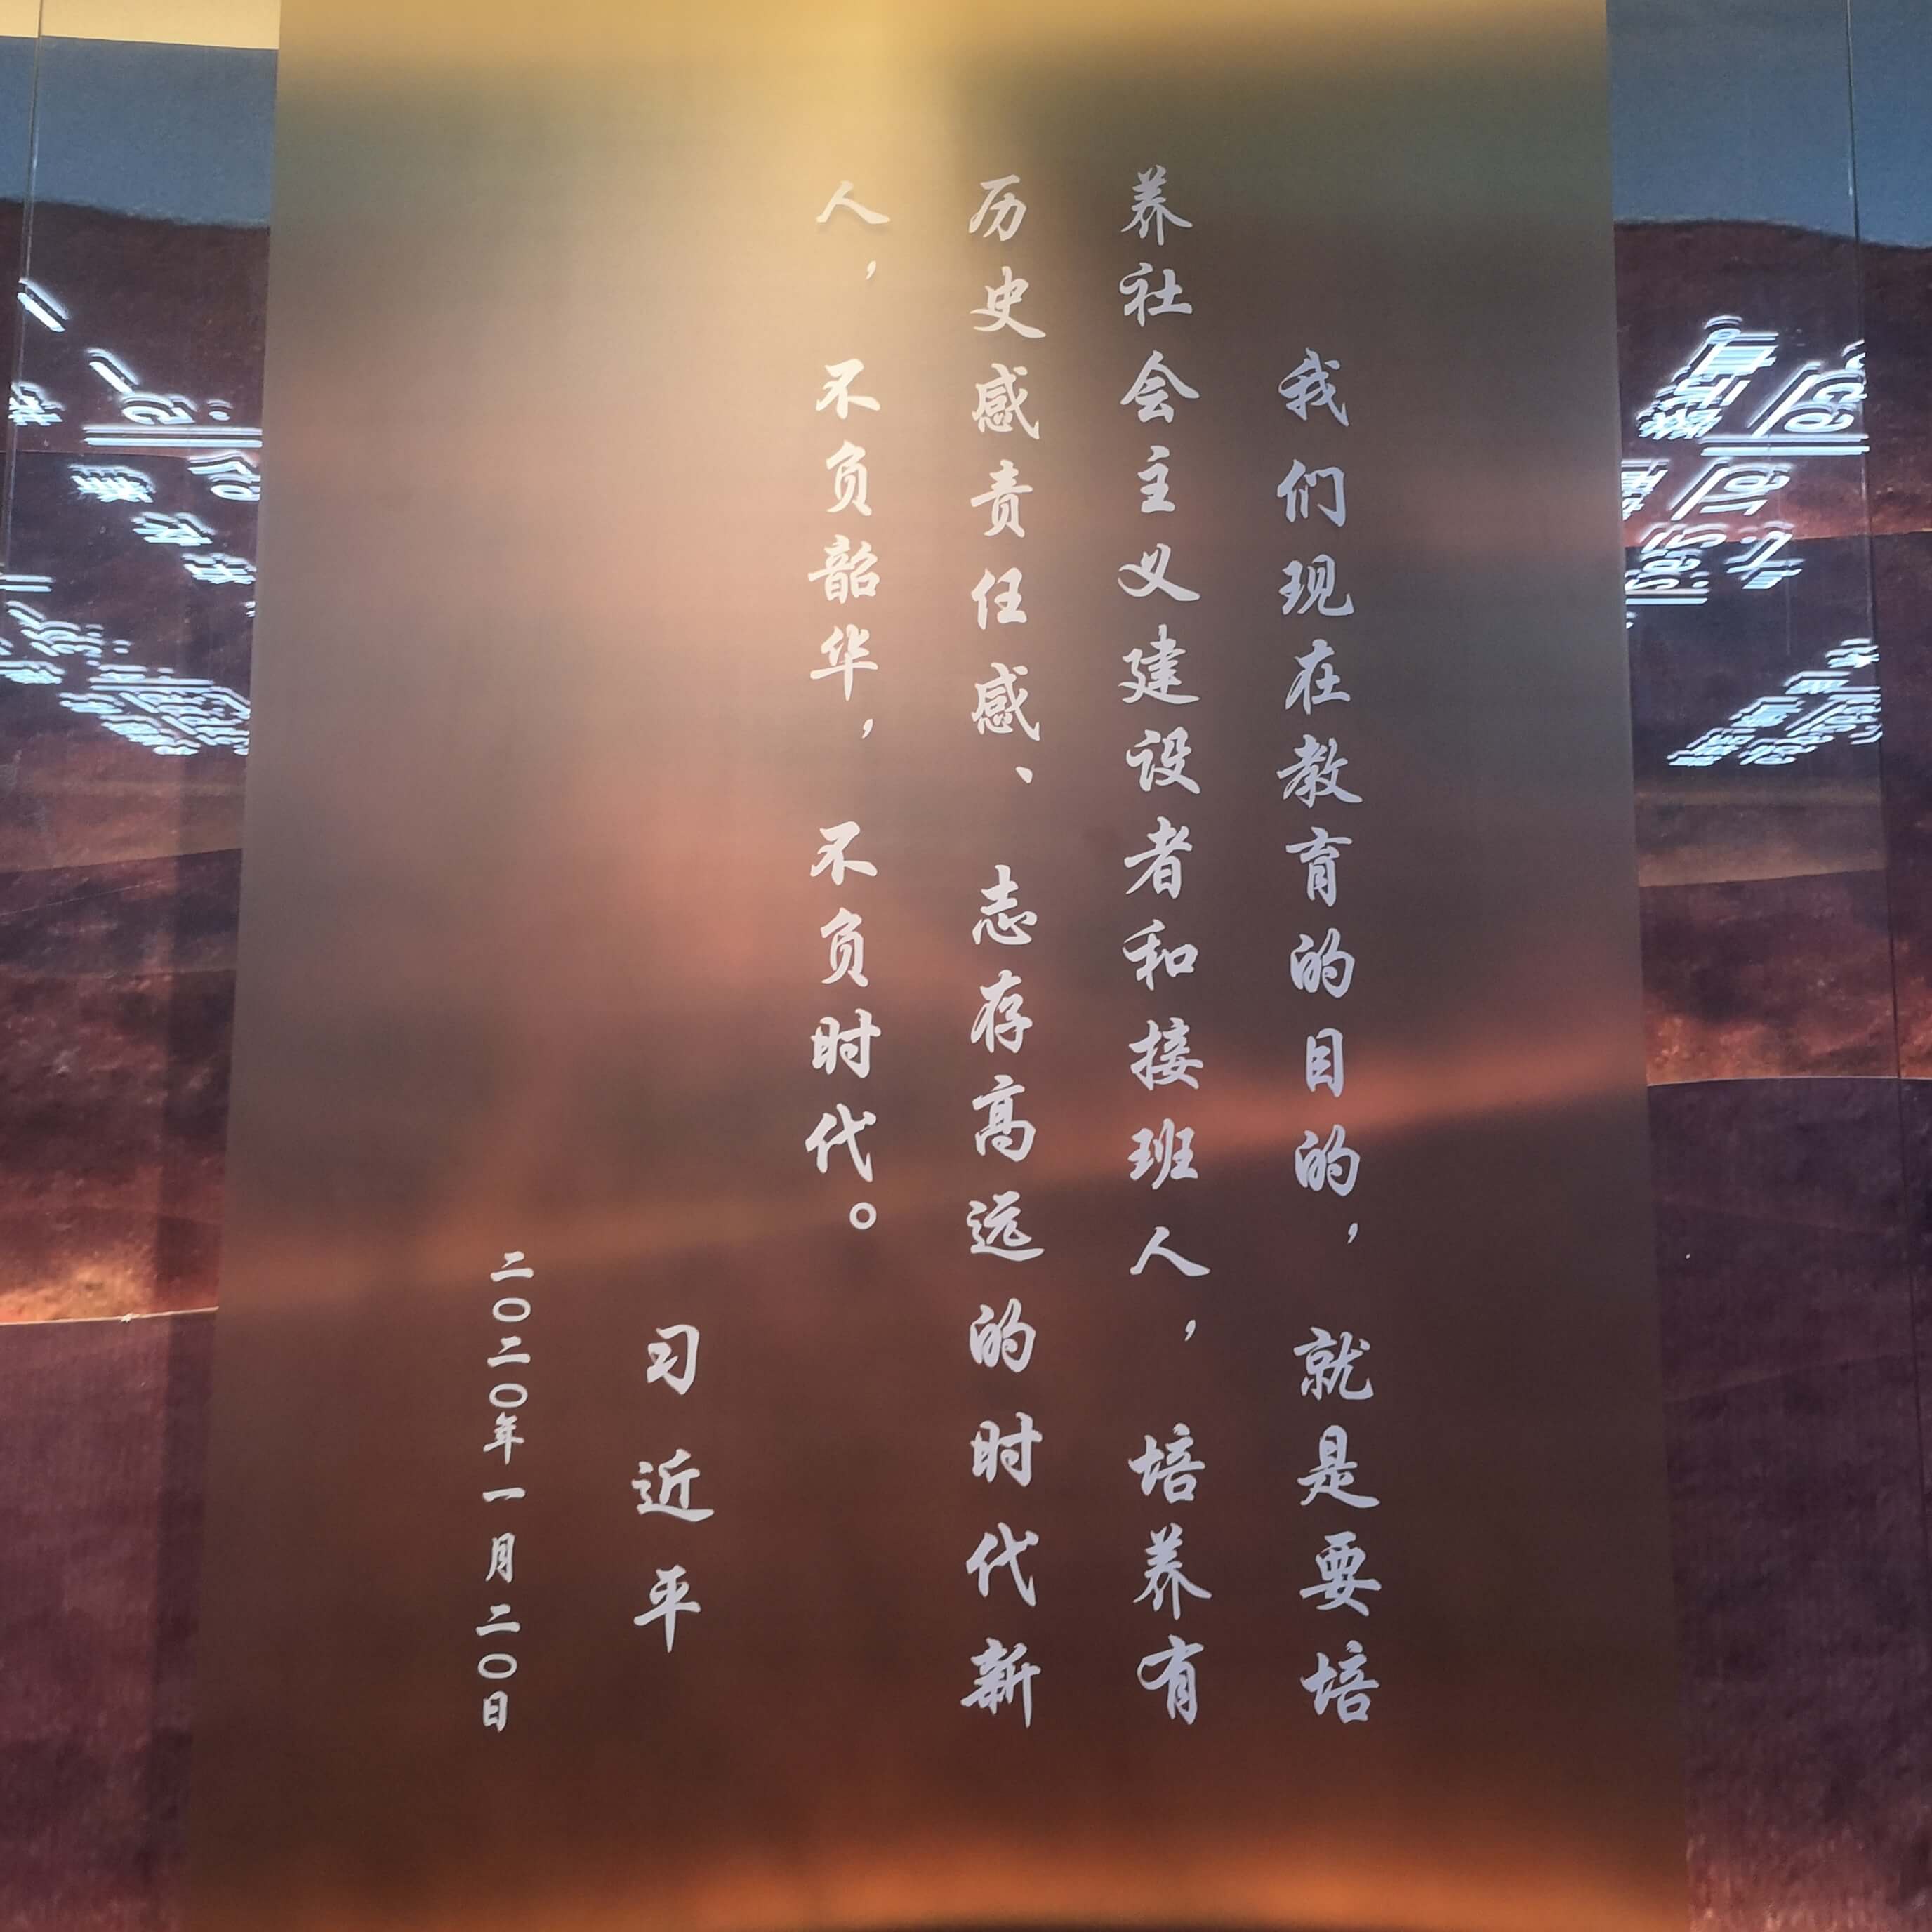 我们现在教育的目的，就是要培
养社会主义建设者和接班人，培养有
历史感责任感、志存高远的时代新
人，不负韶华，不负时代。
习近平
二〇二〇年一月二〇日